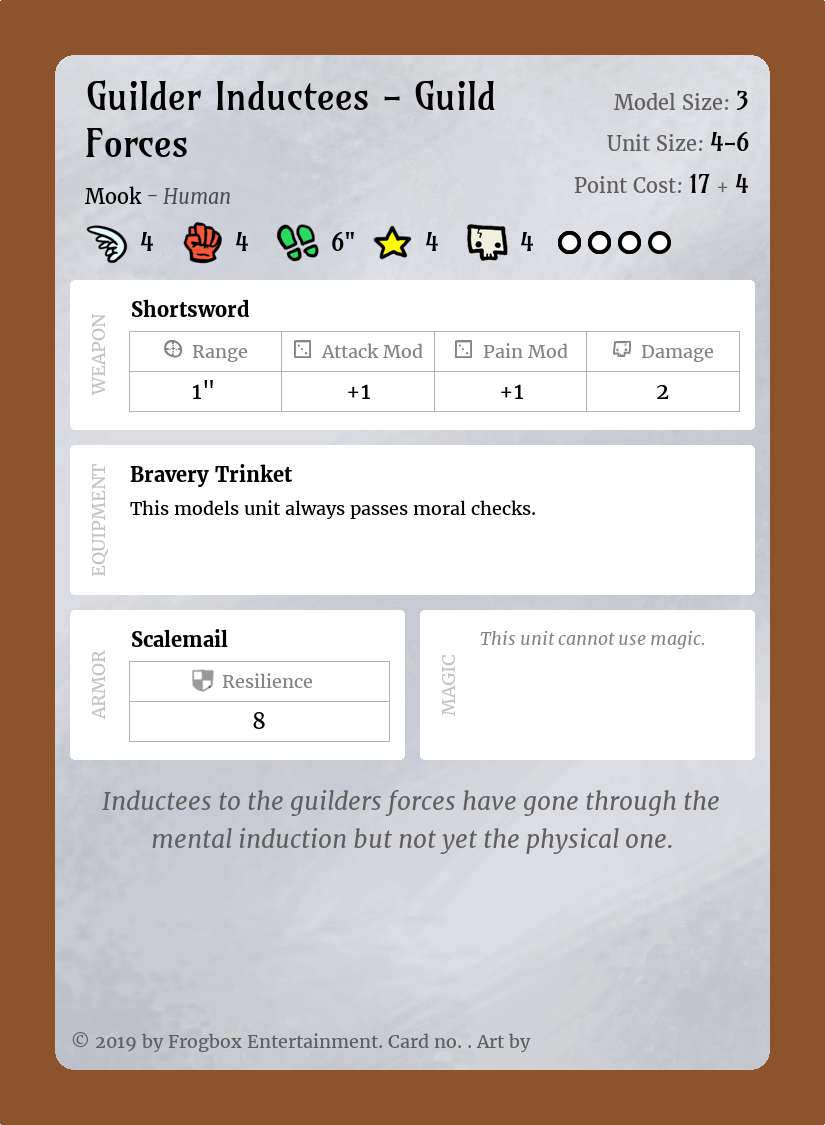 Guilder Inductees – Guild
Forces
Model Size: 3
Unit Size: 4–6
Point Cost: 17 + 4
Mook – Human
4 4 6" 4 4
WEAPON
Shortsword
Range Attack Mod Pain Mod Damage
1" +1 +1 2
EQUIPMENT
Bravery Trinket
This models unit always passes moral checks.
ARMOR
Scalemail
Resilience
8
MAGIC
This unit cannot use magic.
Inductees to the guilders forces have gone through the
mental induction but not yet the physical one.
© 2019 by Frogbox Entertainment. Card no. . Art by